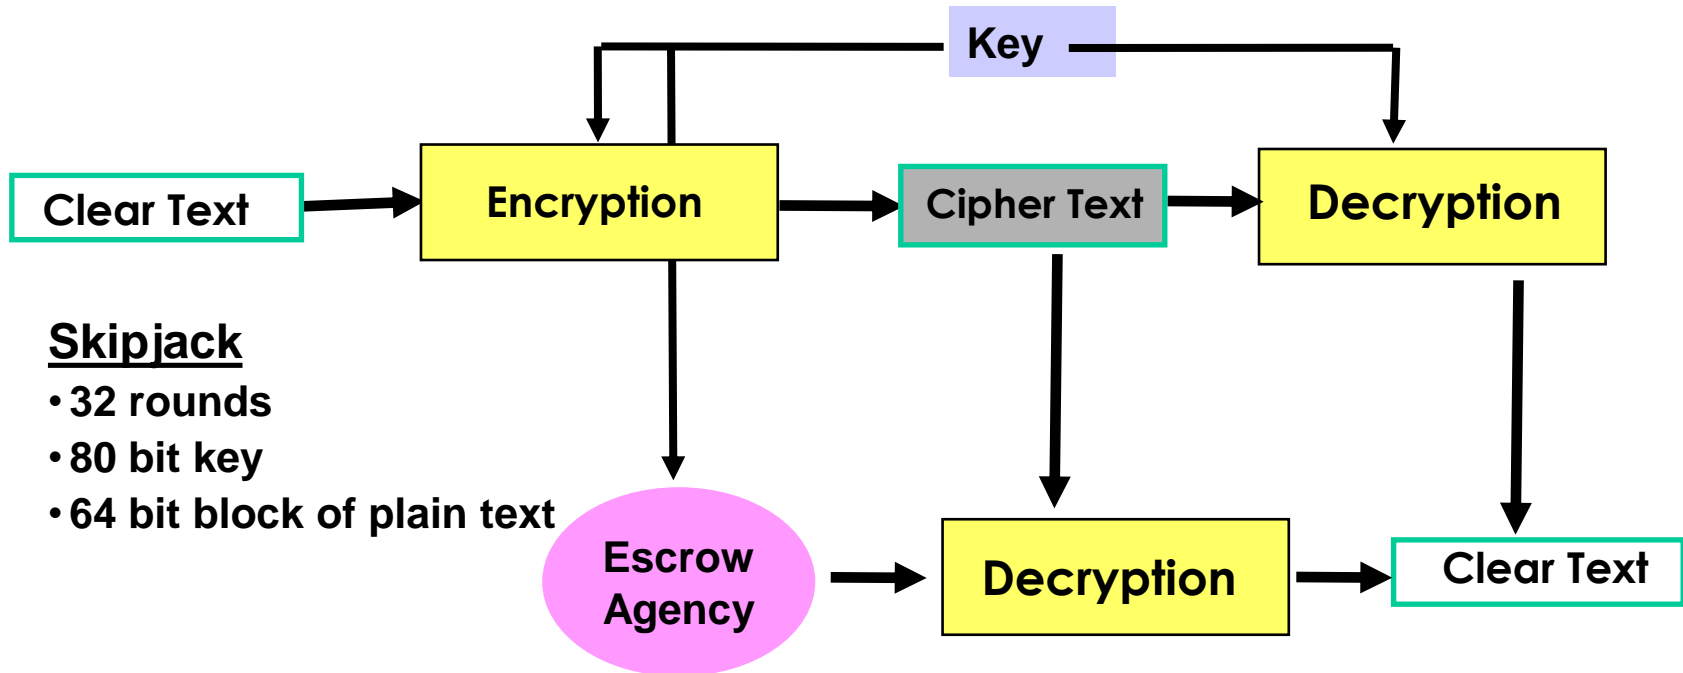 Key
Clear Text
Encryption
Cipher Text
Decryption
Skipjack
• 32 rounds
• 80 bit key
• 64 bit block of plain text
Escrow
Agency
Decryption
Clear Text